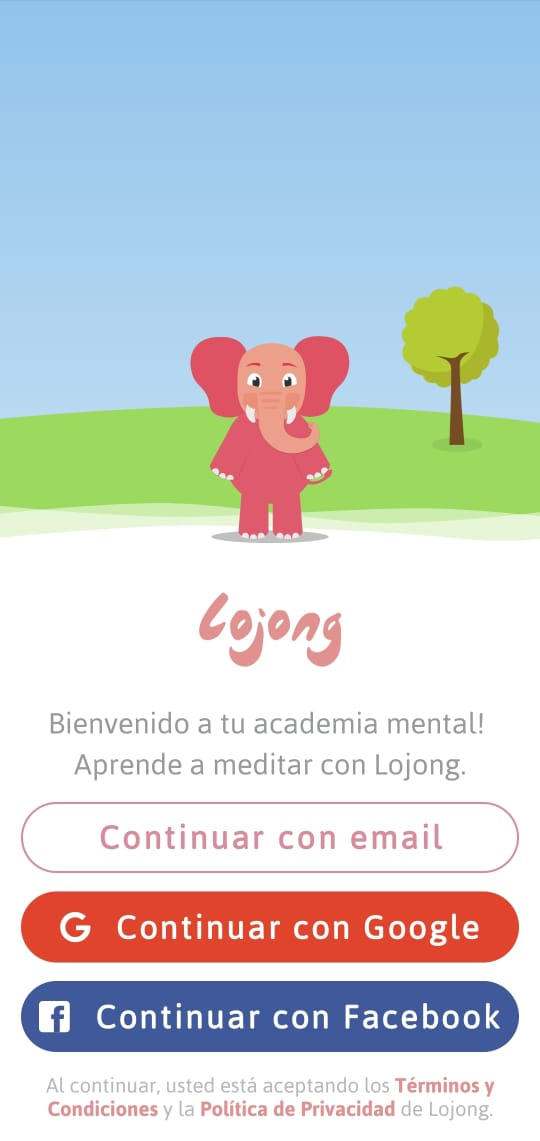 Lojong
Bienvenido a tu academia mental!
Aprende a meditar con Lojong.
Continuar con email
G Continuar con Google
Continuar con Facebook
Al continuar, usted está aceptando los Términos y
Condiciones y la Política de Privacidad de Lojong.